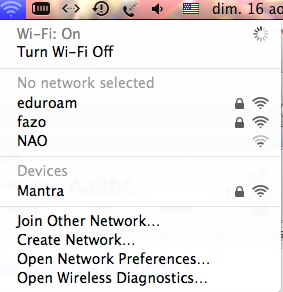 dim. 16 ao
Wi-Fi: On
Turn Wi-Fi Off
No network selected
eduroam
fazo
NAO
Devices
Mantra
Join Other Network...
Create Network...
Open Network Preferences...
Open Wireless Diagnostics...